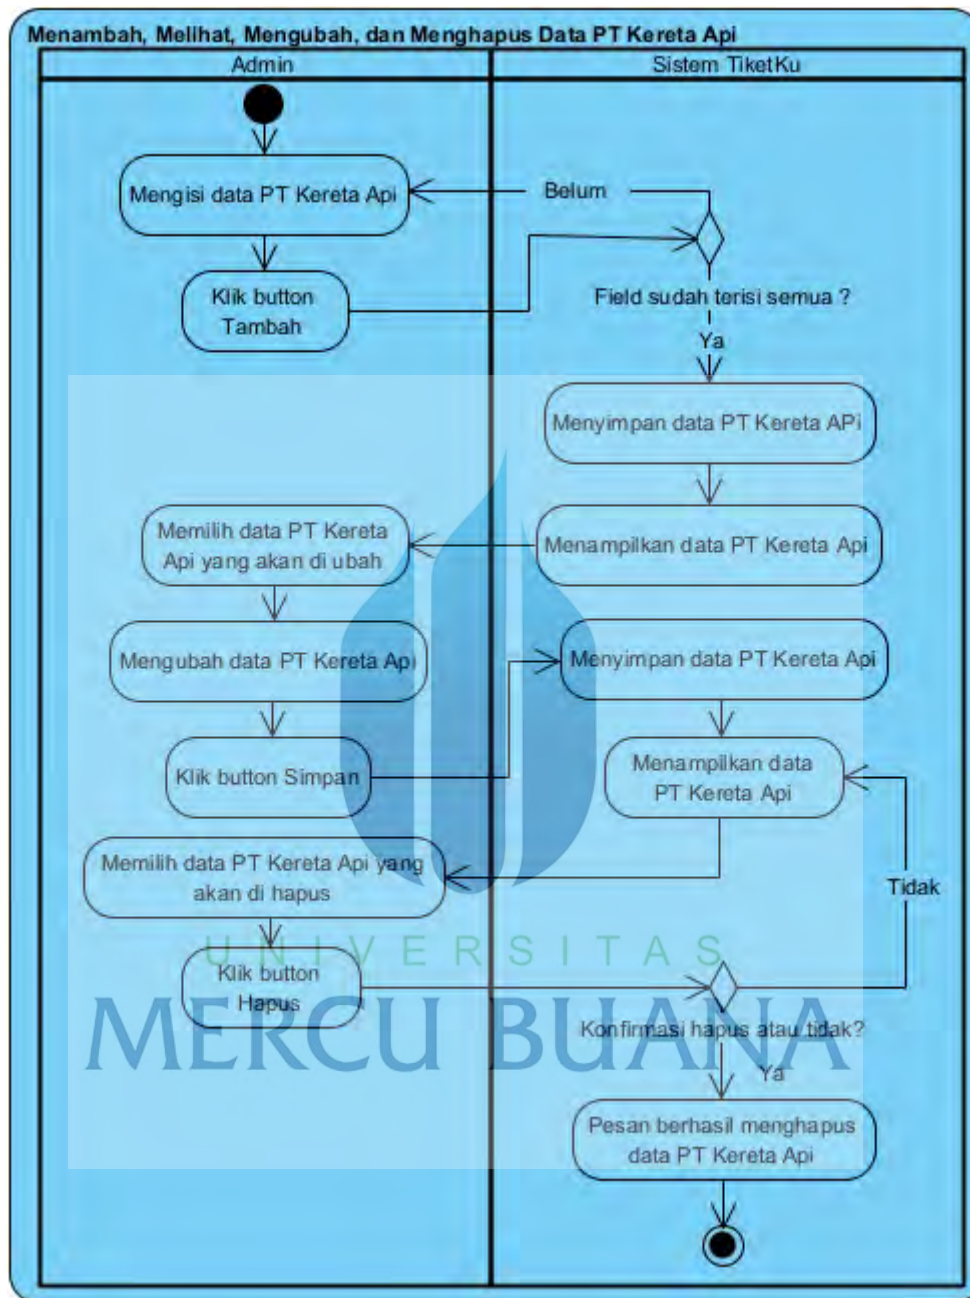 Menambah, Melihat, Mengubah, dan Menghapus Data PT Kereta Api
Admin
Sistem TiketKu
Mengisi data PT Kereta Api
Belum
Klik button
Tambah
Field sudah terisi semua ?
Ya
Menyimpan data PT Kereta APi
Memilih data PT Kereta
Api yang akan di ubah
Menampilkan data PT Kereta Api
Mengubah data PT Kereta Api
Menyimpan data PT Kereta Api
Klik button Simpan
Menampilkan data
PT Kereta Api
Memilih data PT Kereta Api yang
akan di hapus
Tidak
UNIVERSITAS
Klik button
Hapus
MERCU BUANA
Konfirmasi hapus atau tidak?
Ya
Pesan berhasil menghapus
data PT Kereta Api